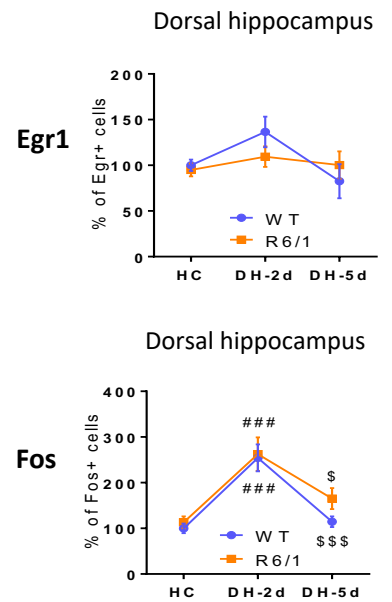 Dorsal hippocampus
Egr1
% of Egr+ cells
200
150
100
50
0
WT
R6/1
HC DH-2d DH-5d
Dorsal hippocampus
Fos
% of Fos+ cells
400
300
200
100
0
###
###
$
$$$
WT
R6/1
HC DH-2d DH-5d